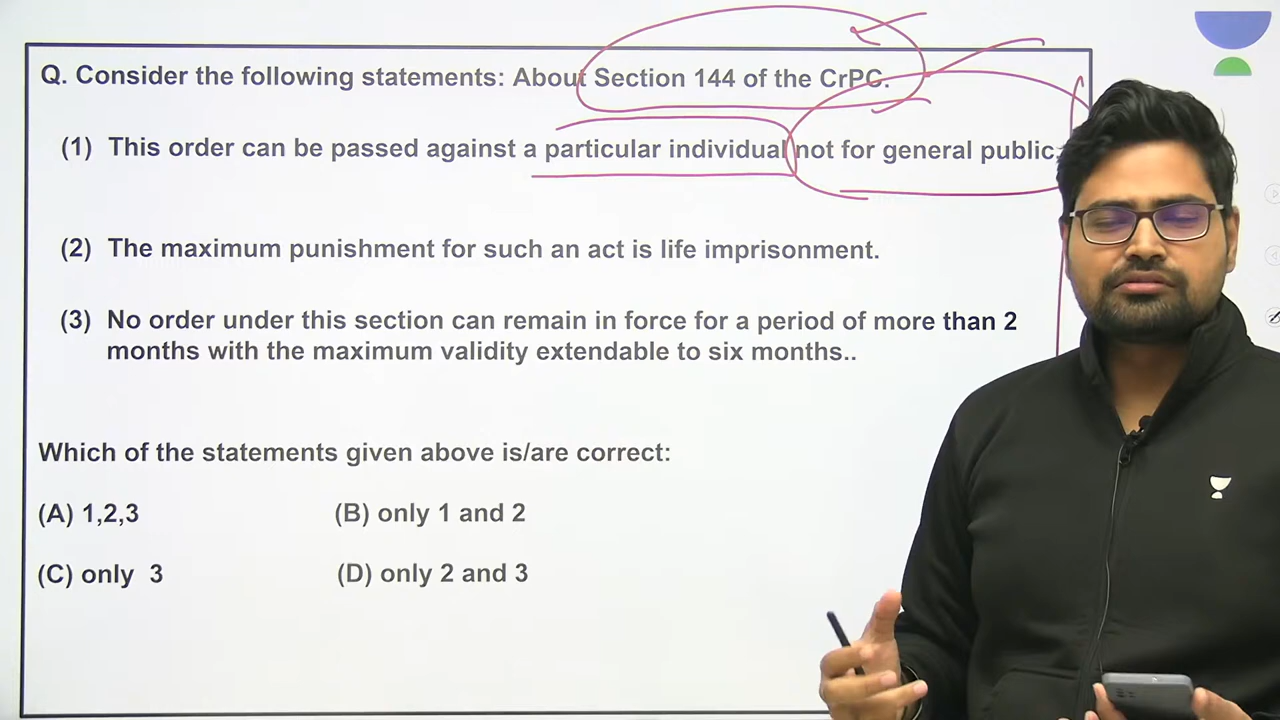 Q. Consider the following statements: About Section 144 of the CrPC.
(1) This order can be passed against a particular individual not for general public.
(2) The maximum punishment for such an act is life imprisonment.
(3) No order under this section can remain in force for a period of more than 2
months with the maximum validity extendable to six months..
Which of the statements given above is/are correct:
(A) 1,2,3 (B) only 1 and 2
(C) only 3 (D) only 2 and 3